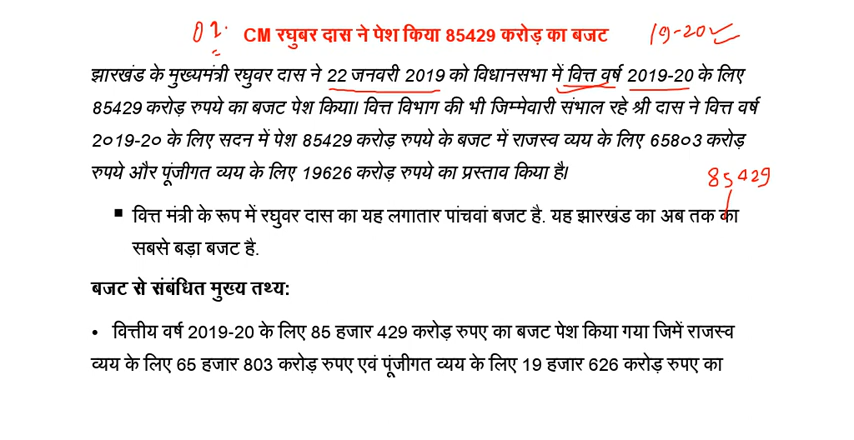 02. CM रघुबर दास ने पेश किया 85429 करोड़ का बजट 19-20
झारखंड के मुख्यमंत्री रघुवर दास ने 22 जनवरी 2019 को विधानसभा में वित्त वर्ष 2019-20 के लिए
85429 करोड़ रुपये का बजट पेश किया। वित्त विभाग की भी जिम्मेवारी संभाल रहे श्री दास ने वित्त वर्ष
2०19-2० के लिए सदन में पेश 85429 करोड़ रुपये के बजट में राजस्व व्यय के लिए 658०3 करोड़
रुपये और पूंजीगत व्यय के लिए 19626 करोड़ रुपये का प्रस्ताव किया है।
85429
▪ वित्त मंत्री के रूप में रघुवर दास का यह लगातार पांचवां बजट है. यह झारखंड का अब तक का
सबसे बड़ा बजट है.
बजट से संबंधित मुख्य तथ्य:
• वित्तीय वर्ष 2019-20 के लिए 85 हजार 429 करोड़ रुपए का बजट पेश किया गया जिमें राजस्व
व्यय के लिए 65 हजार 803 करोड़ रुपए एवं पूंजीगत व्यय के लिए 19 हजार 626 करोड़ रुपए का